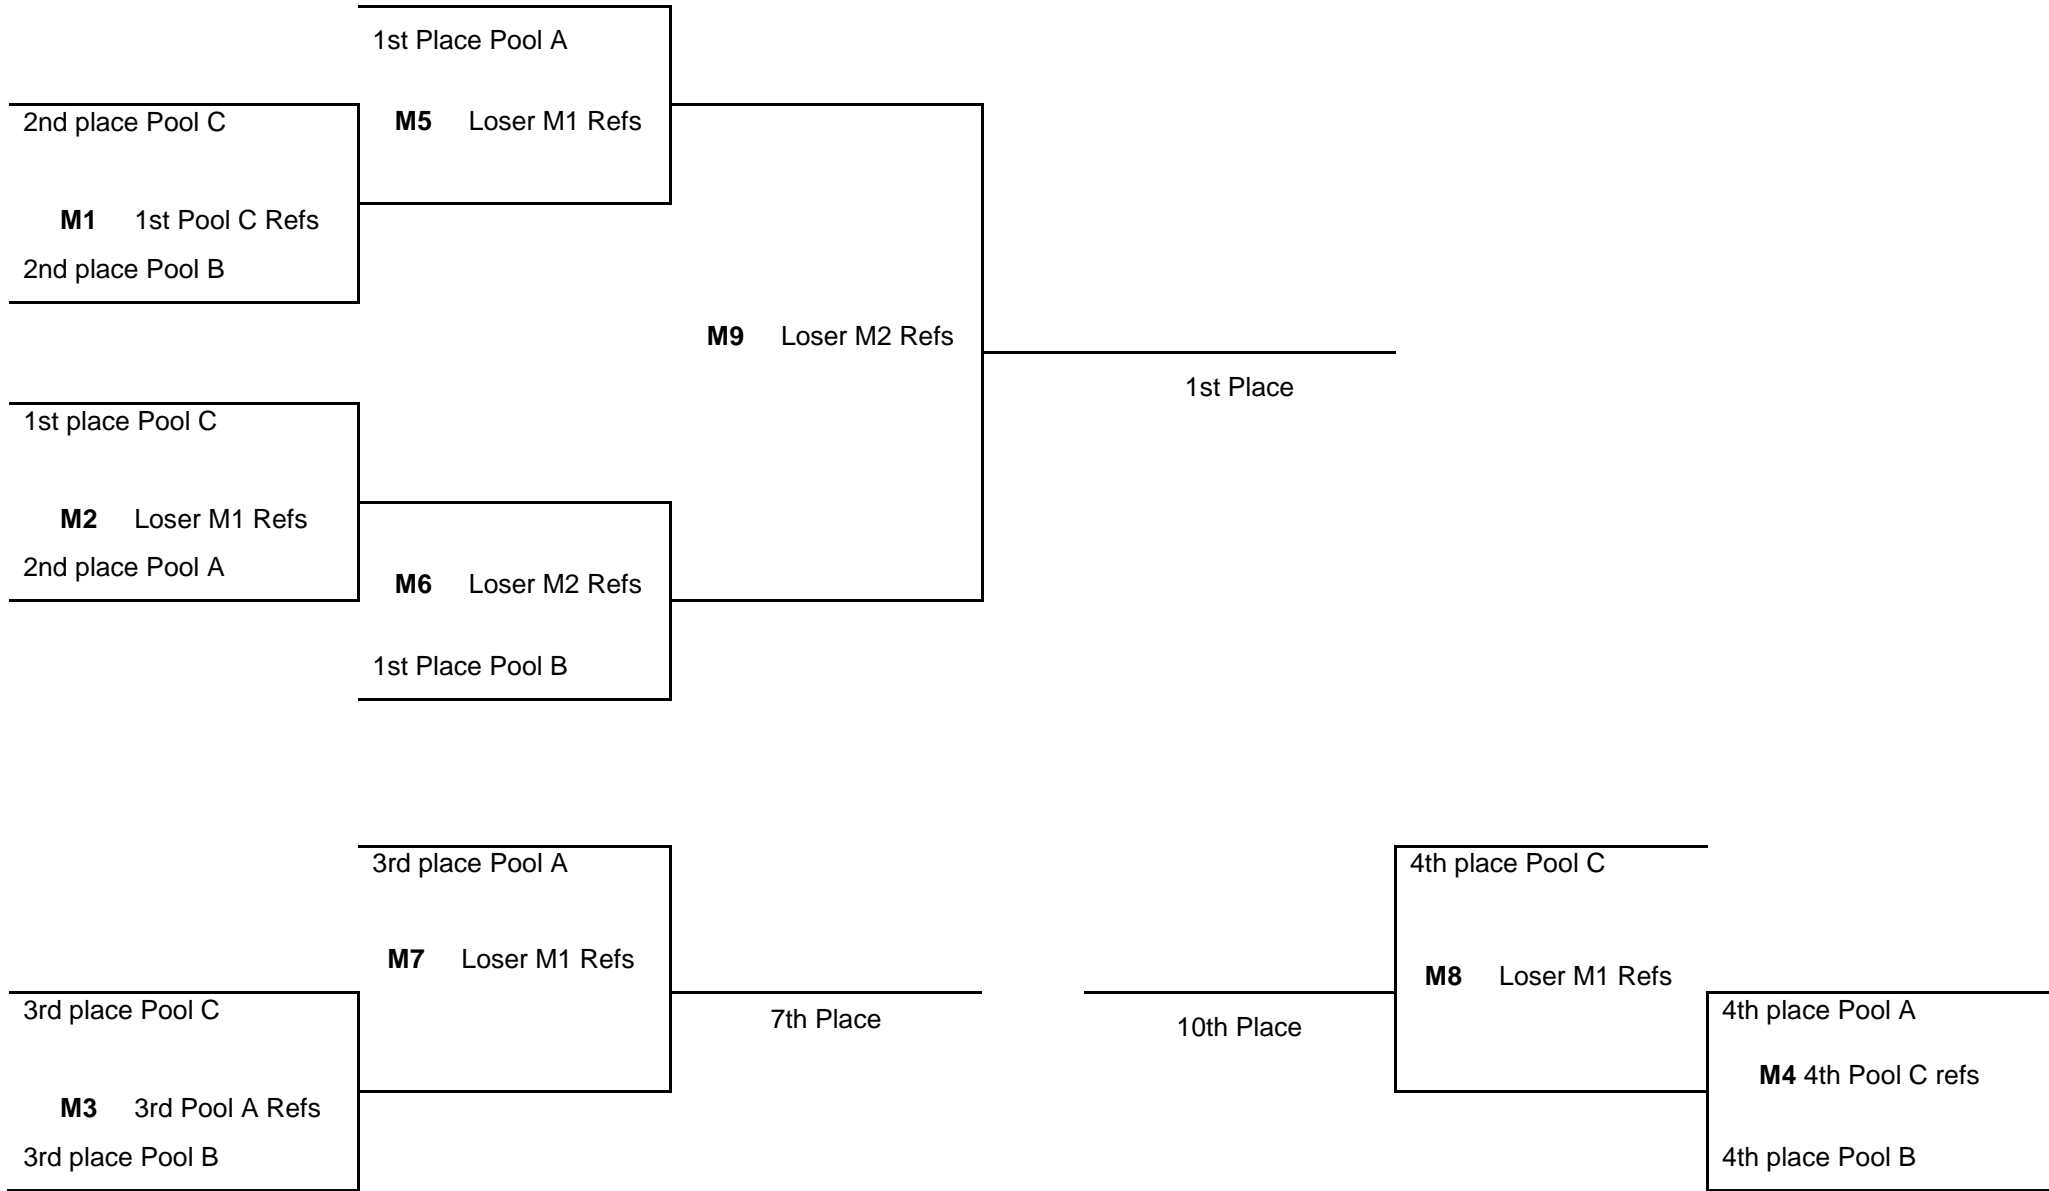 1st Place Pool A
2nd place Pool C
M5 Loser M1 Refs
M1 1st Pool C Refs
2nd place Pool B
M9 Loser M2 Refs
1st Place
1st place Pool C
M2 Loser M1 Refs
2nd place Pool A
M6 Loser M2 Refs
1st Place Pool B
3rd place Pool A
4th place Pool C
M7 Loser M1 Refs
M8 Loser M1 Refs
3rd place Pool C
7th Place
10th Place
4th place Pool A
M4 4th Pool C refs
M3 3rd Pool A Refs
3rd place Pool B
4th place Pool B